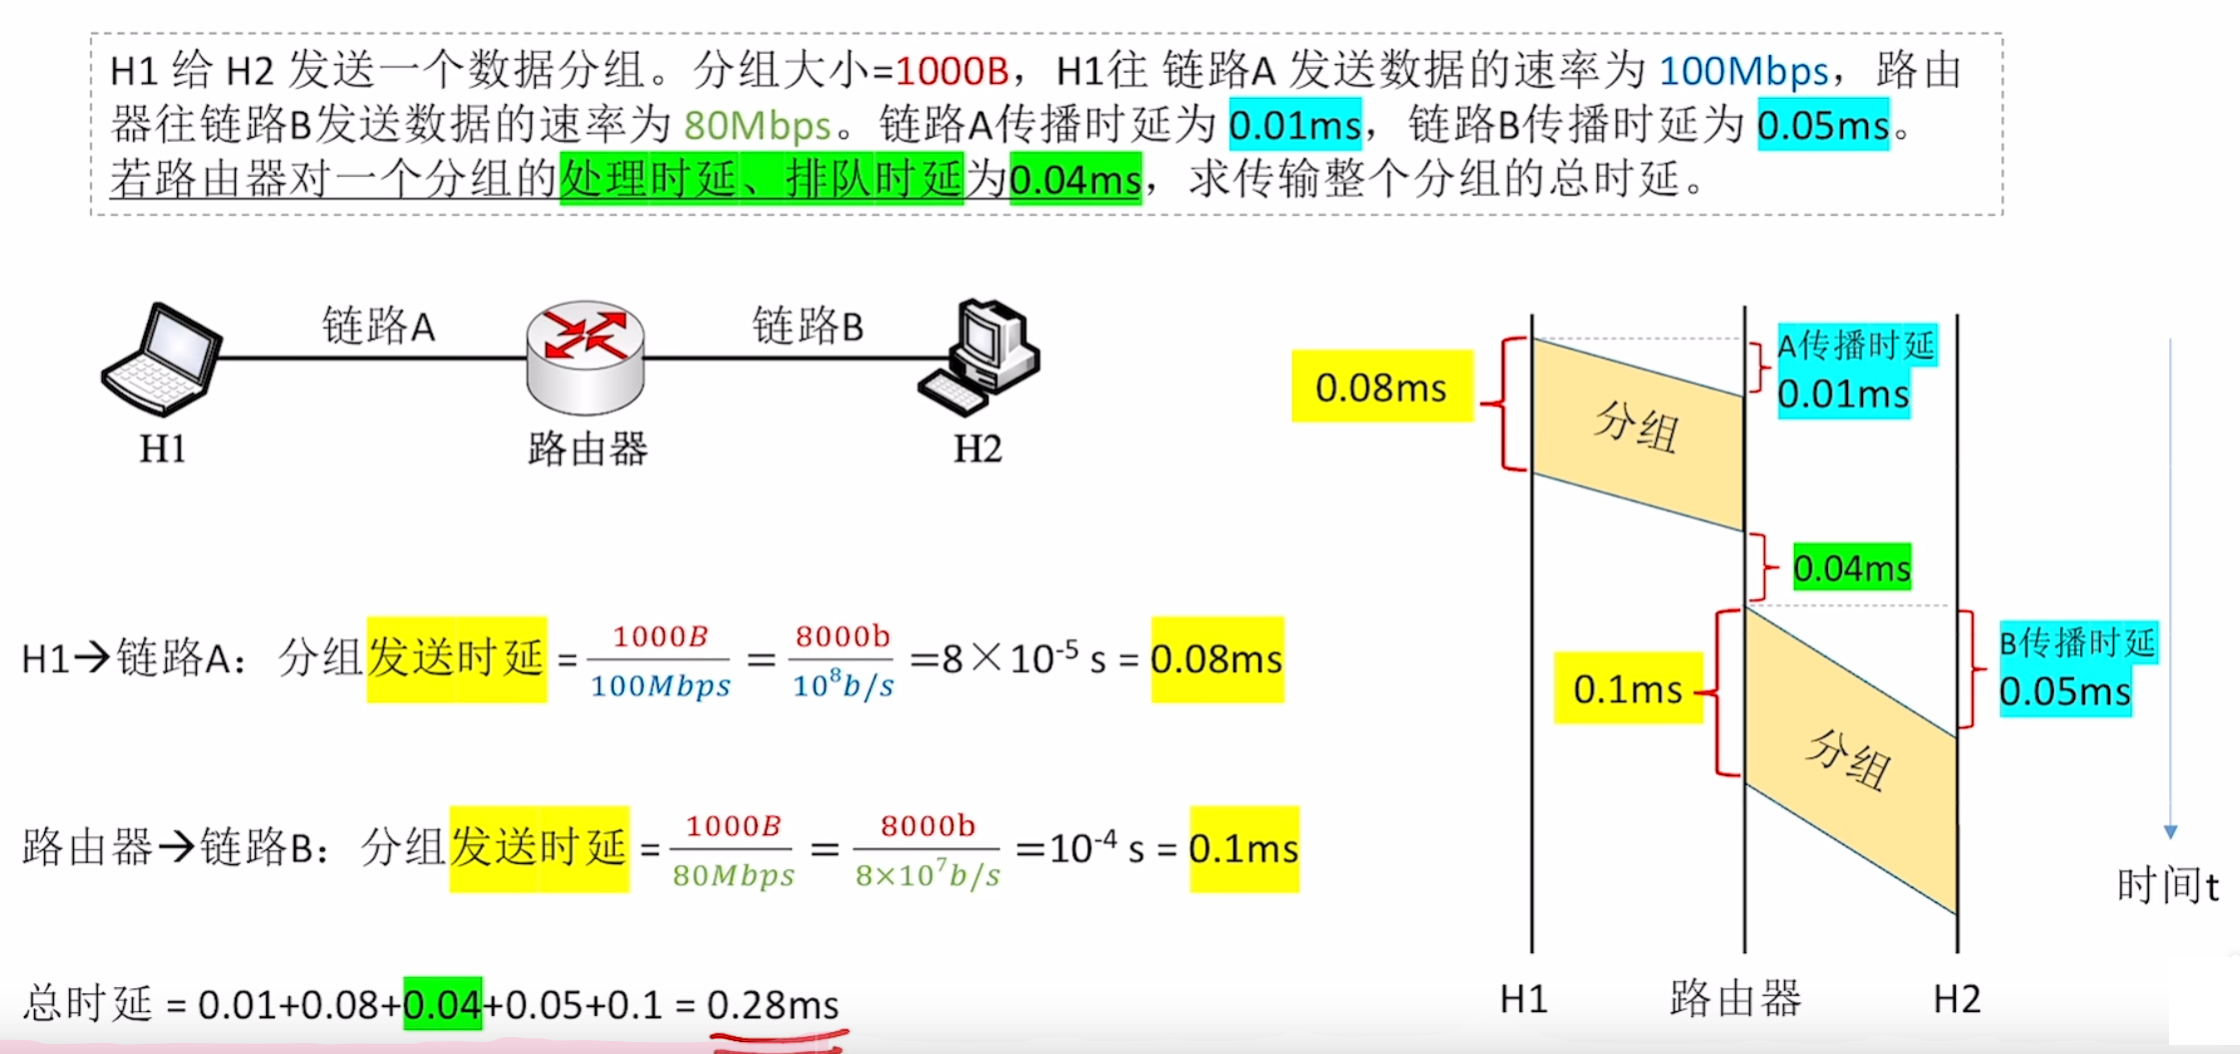 H1 给 H2 发送一个数据分组。分组大小=1000B，H1往 链路A 发送数据的速率为 100Mbps，路由
器往链路B发送数据的速率为 80Mbps。链路A传播时延为 0.01ms，链路B传播时延为 0.05ms。
若路由器对一个分组的处理时延、排队时延为0.04ms，求传输整个分组的总时延。
链路A
链路B
H1
路由器
H2
0.08ms
A传播时延
0.01ms
分组
0.04ms
0.1ms
B传播时延
0.05ms
分组
时间t
H1
路由器
H2
H1→链路A：分组发送时延 = 1000B/100Mbps = 8000b/10⁸b/s =8×10⁻⁵ s = 0.08ms
路由器→链路B：分组发送时延 = 1000B/80Mbps = 8000b/8×10⁷b/s =10⁻⁴ s = 0.1ms
总时延 = 0.01+0.08+0.04+0.05+0.1 = 0.28ms